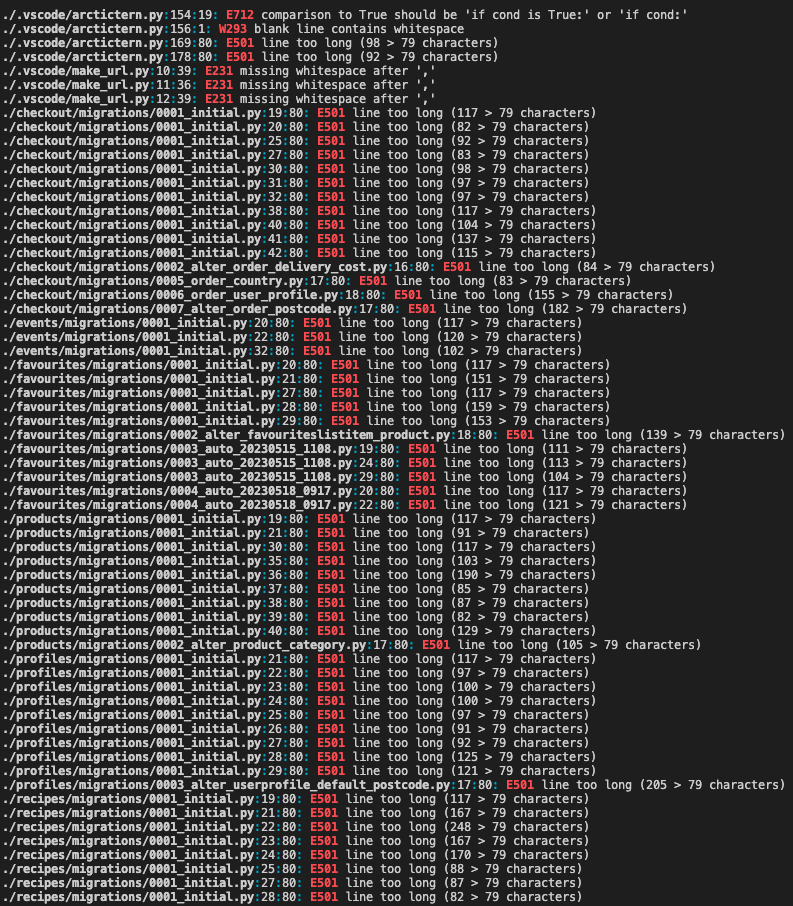 ./.vscode/arctictern.py:154:19: E712 comparison to True should be 'if cond is True:' or 'if cond:'
./.vscode/arctictern.py:156:1: W293 blank line contains whitespace
./.vscode/arctictern.py:169:80: E501 line too long (98 > 79 characters)
./.vscode/arctictern.py:178:80: E501 line too long (92 > 79 characters)
./.vscode/make_url.py:10:39: E231 missing whitespace after ','
./.vscode/make_url.py:11:36: E231 missing whitespace after ','
./.vscode/make_url.py:12:39: E231 missing whitespace after ','
./checkout/migrations/0001_initial.py:19:80: E501 line too long (117 > 79 characters)
./checkout/migrations/0001_initial.py:20:80: E501 line too long (82 > 79 characters)
./checkout/migrations/0001_initial.py:25:80: E501 line too long (92 > 79 characters)
./checkout/migrations/0001_initial.py:27:80: E501 line too long (83 > 79 characters)
./checkout/migrations/0001_initial.py:30:80: E501 line too long (98 > 79 characters)
./checkout/migrations/0001_initial.py:31:80: E501 line too long (97 > 79 characters)
./checkout/migrations/0001_initial.py:32:80: E501 line too long (97 > 79 characters)
./checkout/migrations/0001_initial.py:38:80: E501 line too long (117 > 79 characters)
./checkout/migrations/0001_initial.py:40:80: E501 line too long (104 > 79 characters)
./checkout/migrations/0001_initial.py:41:80: E501 line too long (137 > 79 characters)
./checkout/migrations/0001_initial.py:42:80: E501 line too long (115 > 79 characters)
./checkout/migrations/0002_alter_order_delivery_cost.py:16:80: E501 line too long (84 > 79 characters)
./checkout/migrations/0005_order_country.py:17:80: E501 line too long (83 > 79 characters)
./checkout/migrations/0006_order_user_profile.py:18:80: E501 line too long (155 > 79 characters)
./checkout/migrations/0007_alter_order_postcode.py:17:80: E501 line too long (182 > 79 characters)
./events/migrations/0001_initial.py:20:80: E501 line too long (117 > 79 characters)
./events/migrations/0001_initial.py:22:80: E501 line too long (120 > 79 characters)
./events/migrations/0001_initial.py:32:80: E501 line too long (102 > 79 characters)
./favourites/migrations/0001_initial.py:20:80: E501 line too long (117 > 79 characters)
./favourites/migrations/0001_initial.py:21:80: E501 line too long (151 > 79 characters)
./favourites/migrations/0001_initial.py:27:80: E501 line too long (117 > 79 characters)
./favourites/migrations/0001_initial.py:28:80: E501 line too long (159 > 79 characters)
./favourites/migrations/0001_initial.py:29:80: E501 line too long (153 > 79 characters)
./favourites/migrations/0002_alter_favouriteslistitem_product.py:18:80: E501 line too long (139 > 79 characters)
./favourites/migrations/0003_auto_20230515_1108.py:19:80: E501 line too long (111 > 79 characters)
./favourites/migrations/0003_auto_20230515_1108.py:24:80: E501 line too long (113 > 79 characters)
./favourites/migrations/0003_auto_20230515_1108.py:29:80: E501 line too long (104 > 79 characters)
./favourites/migrations/0004_auto_20230518_0917.py:20:80: E501 line too long (117 > 79 characters)
./favourites/migrations/0004_auto_20230518_0917.py:22:80: E501 line too long (121 > 79 characters)
./products/migrations/0001_initial.py:19:80: E501 line too long (117 > 79 characters)
./products/migrations/0001_initial.py:21:80: E501 line too long (91 > 79 characters)
./products/migrations/0001_initial.py:30:80: E501 line too long (117 > 79 characters)
./products/migrations/0001_initial.py:35:80: E501 line too long (103 > 79 characters)
./products/migrations/0001_initial.py:36:80: E501 line too long (190 > 79 characters)
./products/migrations/0001_initial.py:37:80: E501 line too long (85 > 79 characters)
./products/migrations/0001_initial.py:38:80: E501 line too long (87 > 79 characters)
./products/migrations/0001_initial.py:39:80: E501 line too long (82 > 79 characters)
./products/migrations/0001_initial.py:40:80: E501 line too long (129 > 79 characters)
./products/migrations/0002_alter_product_category.py:17:80: E501 line too long (105 > 79 characters)
./profiles/migrations/0001_initial.py:21:80: E501 line too long (117 > 79 characters)
./profiles/migrations/0001_initial.py:22:80: E501 line too long (97 > 79 characters)
./profiles/migrations/0001_initial.py:23:80: E501 line too long (100 > 79 characters)
./profiles/migrations/0001_initial.py:24:80: E501 line too long (100 > 79 characters)
./profiles/migrations/0001_initial.py:25:80: E501 line too long (97 > 79 characters)
./profiles/migrations/0001_initial.py:26:80: E501 line too long (91 > 79 characters)
./profiles/migrations/0001_initial.py:27:80: E501 line too long (92 > 79 characters)
./profiles/migrations/0001_initial.py:28:80: E501 line too long (125 > 79 characters)
./profiles/migrations/0001_initial.py:29:80: E501 line too long (121 > 79 characters)
./profiles/migrations/0003_alter_userprofile_default_postcode.py:17:80: E501 line too long (205 > 79 characters)
./recipes/migrations/0001_initial.py:19:80: E501 line too long (117 > 79 characters)
./recipes/migrations/0001_initial.py:21:80: E501 line too long (167 > 79 characters)
./recipes/migrations/0001_initial.py:22:80: E501 line too long (248 > 79 characters)
./recipes/migrations/0001_initial.py:23:80: E501 line too long (167 > 79 characters)
./recipes/migrations/0001_initial.py:24:80: E501 line too long (170 > 79 characters)
./recipes/migrations/0001_initial.py:25:80: E501 line too long (88 > 79 characters)
./recipes/migrations/0001_initial.py:27:80: E501 line too long (87 > 79 characters)
./recipes/migrations/0001_initial.py:28:80: E501 line too long (82 > 79 characters)